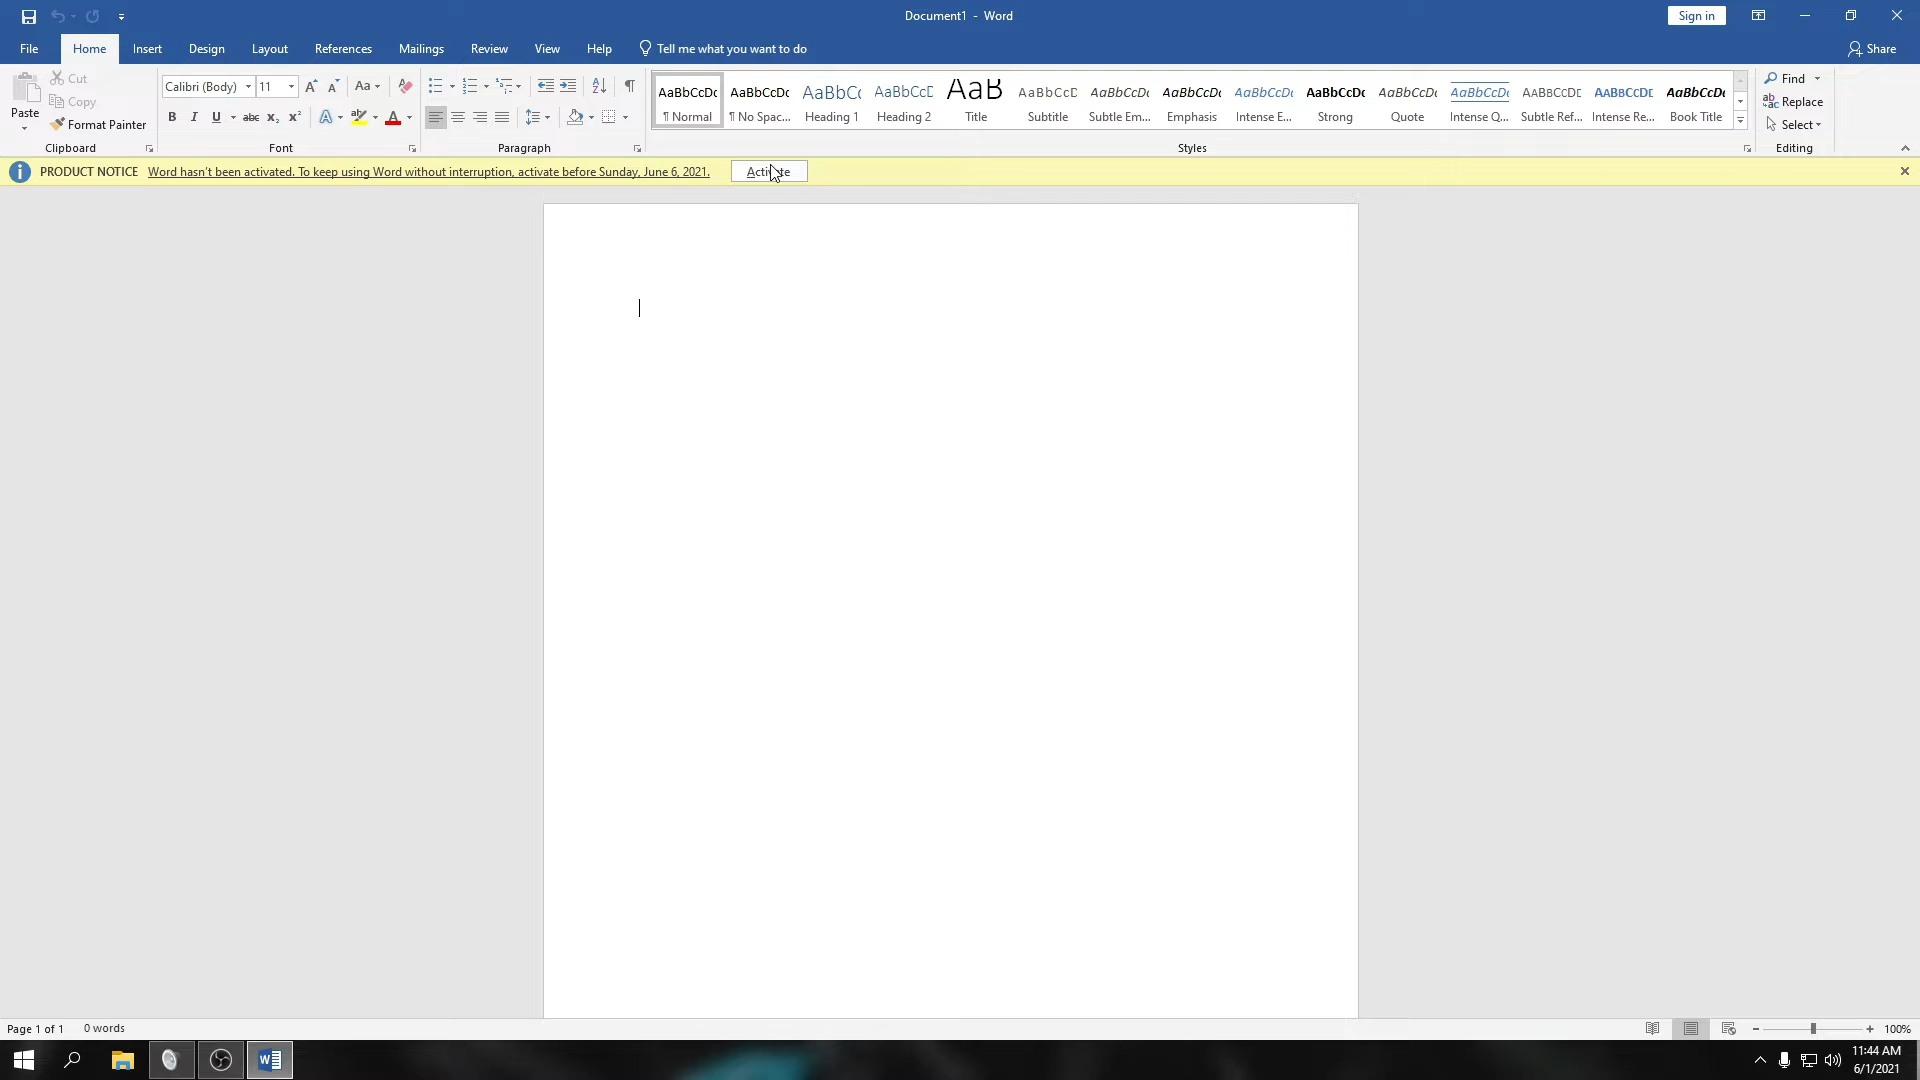 Document1 - Word
Sign in
File Home Insert Design Layout References Mailings Review View Help Tell me what you want to do Share
Paste
Cut
Copy
Format Painter
Clipboard
Calibri (Body) 11 A A Aa
B I U abc X₂ X² A ab A
Font
Paragraph
AaBbCcDc AaBbCcDc AaBbCc AaBbCcD AaB AaBbCcD AaBbCcDc AaBbCcDc AaBbCcDc AaBbCcDc AaBbCcDc AaBbCcDc AABBCCDE AABBCCDE AaBbCcDc
¶ Normal ¶ No Spac... Heading 1 Heading 2 Title Subtitle Subtle Em... Emphasis Intense E... Strong Quote Intense Q... Subtle Ref... Intense Re... Book Title
Styles
Find
Replace
Select
Editing
PRODUCT NOTICE Word hasn't been activated. To keep using Word without interruption, activate before Sunday, June 6, 2021. Activate
Page 1 of 1 0 words
100%
11:44 AM
6/1/2021